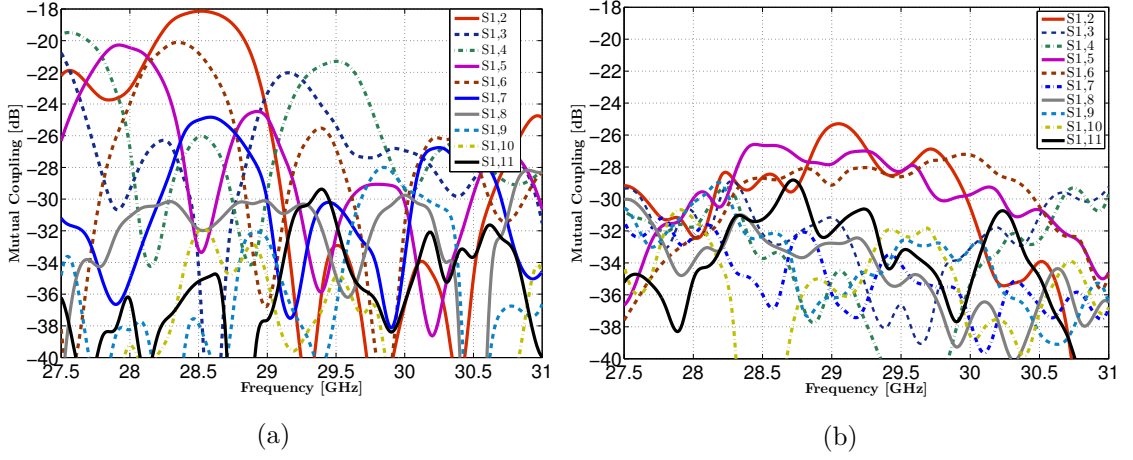 −18
−20
−22
−24
−26
−28
−30
−32
−34
−36
−38
−40
Mutual Coupling [dB]
27.5 28 28.5 29 29.5 30 30.5 31
Frequency [GHz]
S1,2
S1,3
S1,4
S1,5
S1,6
S1,7
S1,8
S1,9
S1,10
S1,11
(a)
−18
−20
−22
−24
−26
−28
−30
−32
−34
−36
−38
−40
Mutual Coupling [dB]
27.5 28 28.5 29 29.5 30 30.5 31
Frequency [GHz]
S1,2
S1,3
S1,4
S1,5
S1,6
S1,7
S1,8
S1,9
S1,10
S1,11
(b)